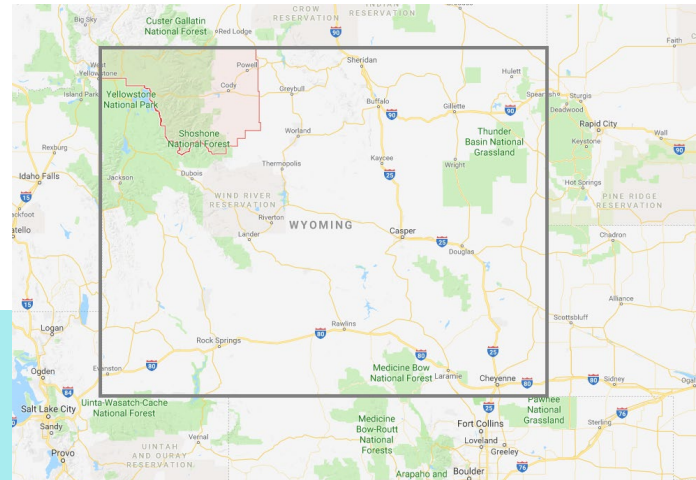 CROW
RESERVATION
INDIAN
RESERVATION
Big Sky
Custer Gallatin
National Forest
Red Lodge
90
Faith
West
Yellowstone
Powell
Sheridan
Hulett
Island Park
Yellowstone
National Park
Cody
Greybull
Buffalo
90
Gillette
90
Spearfish
Sturgis
Deadwood
Rexburg
Shoshone
National Forest
Worland
Thunder
Basin National
Grassland
Rapid City
Wall
90
Keystone
Idaho Falls
15
Jackson
Dubois
Thermopolis
Kaycee
25
Wright
Hot Springs
WIND RIVER
RESERVATION
PINE RIDGE
RESERVATION
ckfoot
atello
Riverton
Lander
WYOMING
Casper
25
Douglas
Chadron
15
Alliance
Logan
Scottsbluff
Rawlins
80
Rock Springs
80
25
Ogden
84
Evanston
80
Medicine Bow
National Forest
Laramie
Cheyenne
80
80
Sidney
Ogal
Salt Lake City
Sandy
Uinta-Wasatch-Cache
National Forest
25
Pawnee
National
Grassland
76
Sterling
Medicine
Bow-Routt
National
Forests
Fort Collins
Loveland
Greeley
Provo
Vernal
UINTAH
AND OURAY
RESERVATION
Arapaho and
Boulder
76